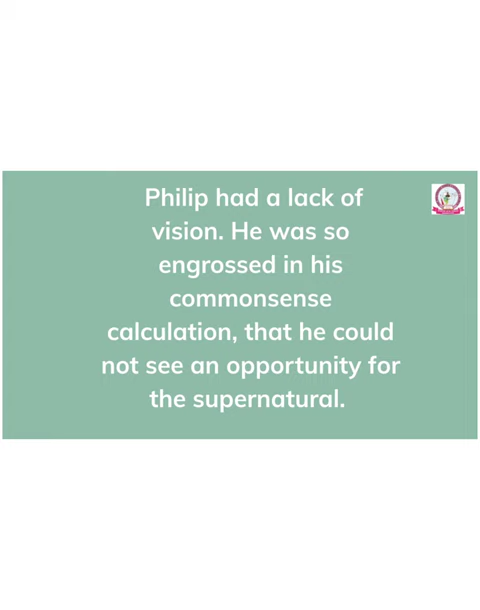 Philip had a lack of
vision. He was so
engrossed in his
commonsense
calculation, that he could
not see an opportunity for
the supernatural.